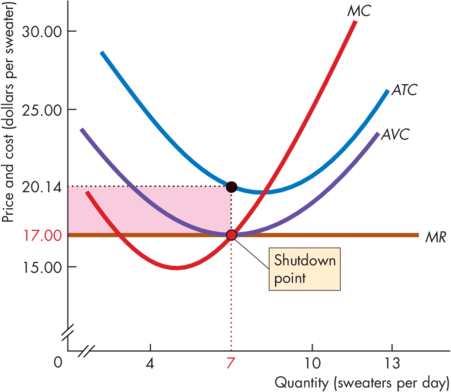 Price and cost (dollars per sweater)
30.00
25.00
20.14
17.00
15.00
0
4
7
10
13
Quantity (sweaters per day)
MC
ATC
AVC
MR
Shutdown
point